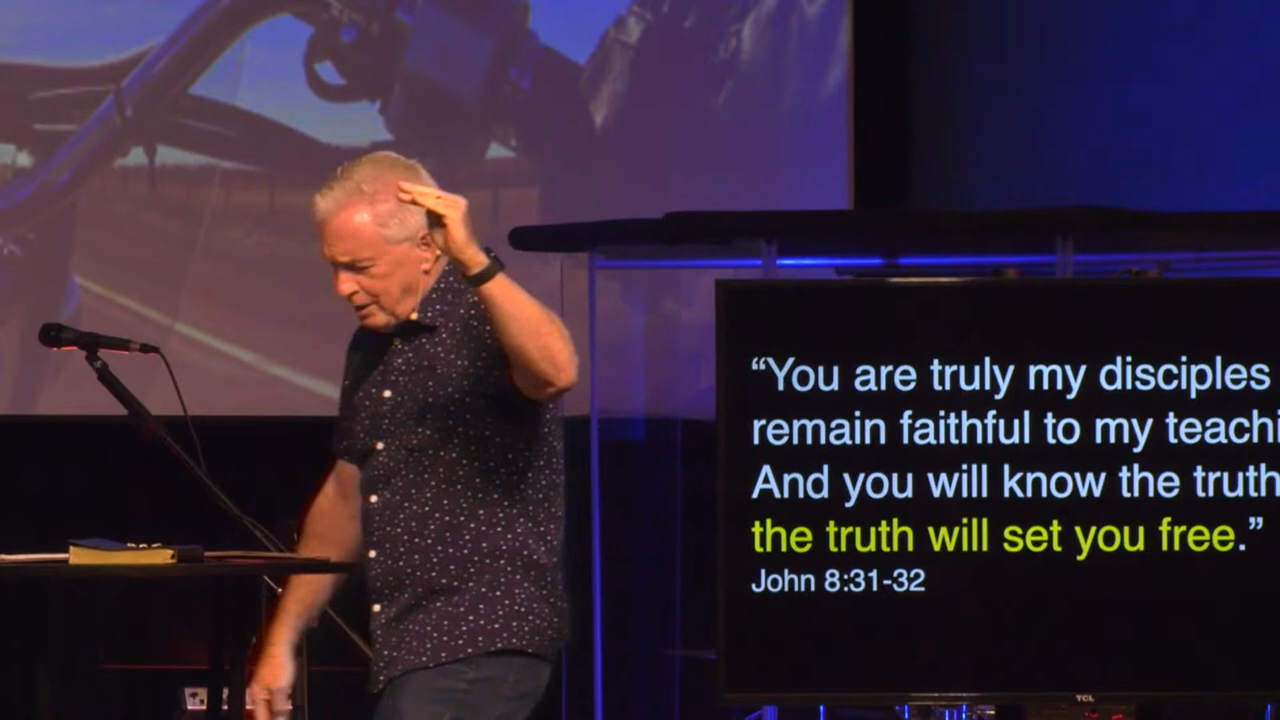 “You are truly my disciples
remain faithful to my teachi
And you will know the truth
the truth will set you free.”
John 8:31-32
TCL